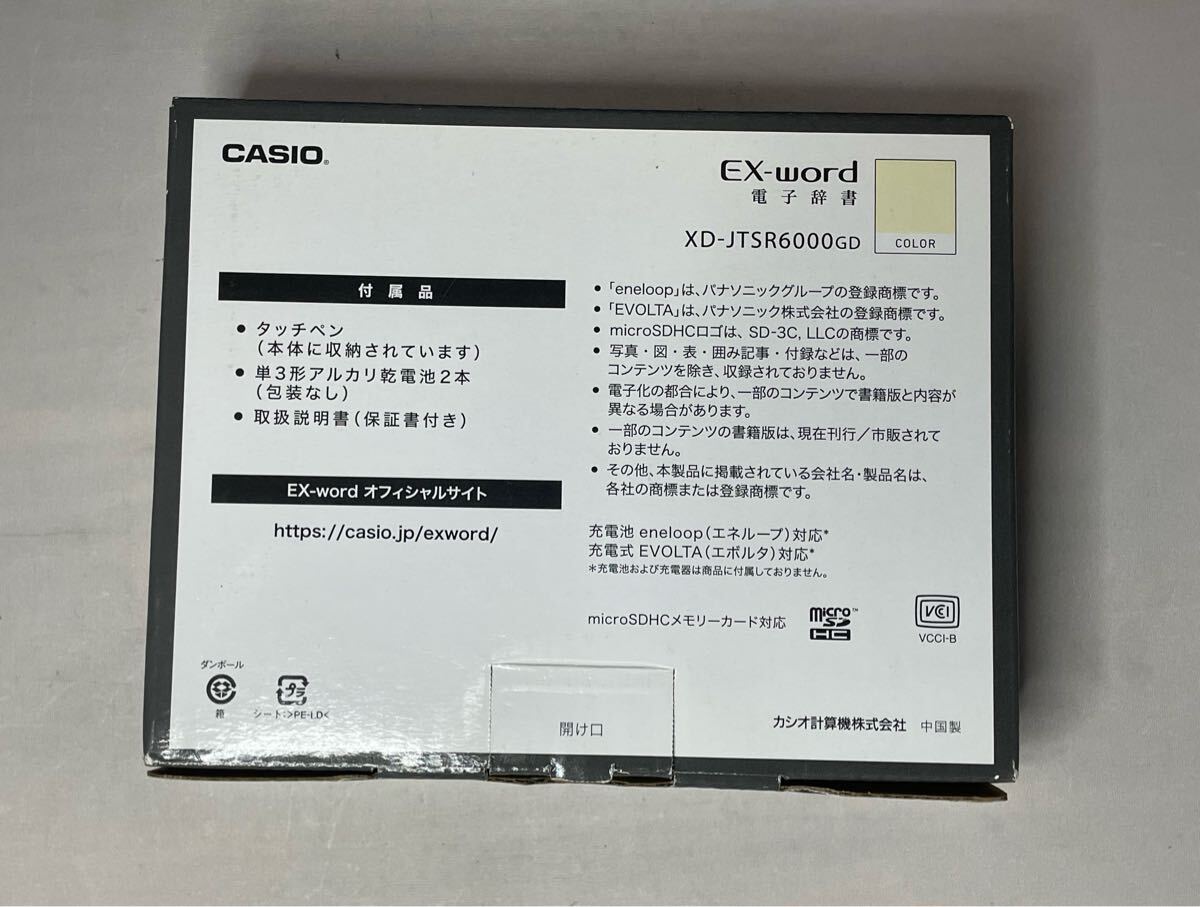 CASIO®
EX-word
電子辞書
XD-JTSR6000GD
COLOR
付属品
• タッチペン
（本体に収納されています）
• 単3形アルカリ乾電池2本
（包装なし）
• 取扱説明書（保証書付き）
EX-word オフィシャルサイト
https://casio.jp/exword/
• 「eneloop」は、パナソニックグループの登録商標です。
• 「EVOLTA」は、パナソニック株式会社の登録商標です。
• microSDHCロゴは、SD-3C, LLCの商標です。
• 写真・図・表・囲み記事・付録などは、一部の
コンテンツを除き、収録されておりません。
• 電子化の都合により、一部のコンテンツで書籍版と内容が
異なる場合があります。
• 一部のコンテンツの書籍版は、現在刊行／市販されて
おりません。
• その他、本製品に掲載されている会社名・製品名は、
各社の商標または登録商標です。
充電池 eneloop（エネループ）対応*
充電式 EVOLTA（エボルタ）対応*
*充電池および充電器は商品に付属しておりません。
microSDHCメモリーカード対応
micro™
SD
HC
VCCI
VCCI-B
ダンボール
箱
プラ
シート:>PE-LD<
開け口
カシオ計算機株式会社 中国製